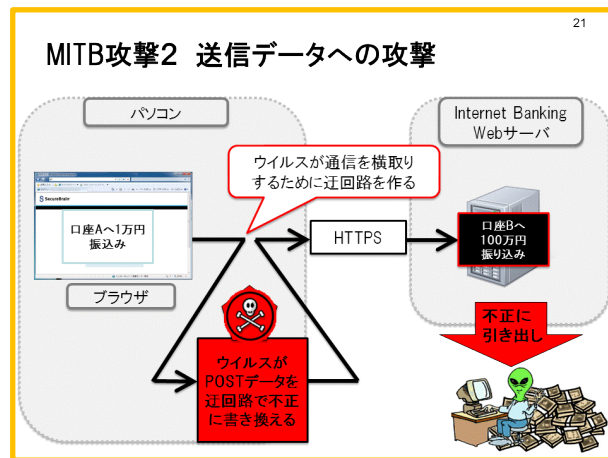 21
MITB攻撃2 送信データへの攻撃
パソコン
Internet Banking
Webサーバ
ウイルスが通信を横取り
するために迂回路を作る
SecureBrain
口座Aへ1万円
振込み
HTTPS
口座Bへ
100万円
振り込み
ブラウザ
不正に
引き出し
ウイルスが
POSTデータを
迂回路で不正
に書き換える